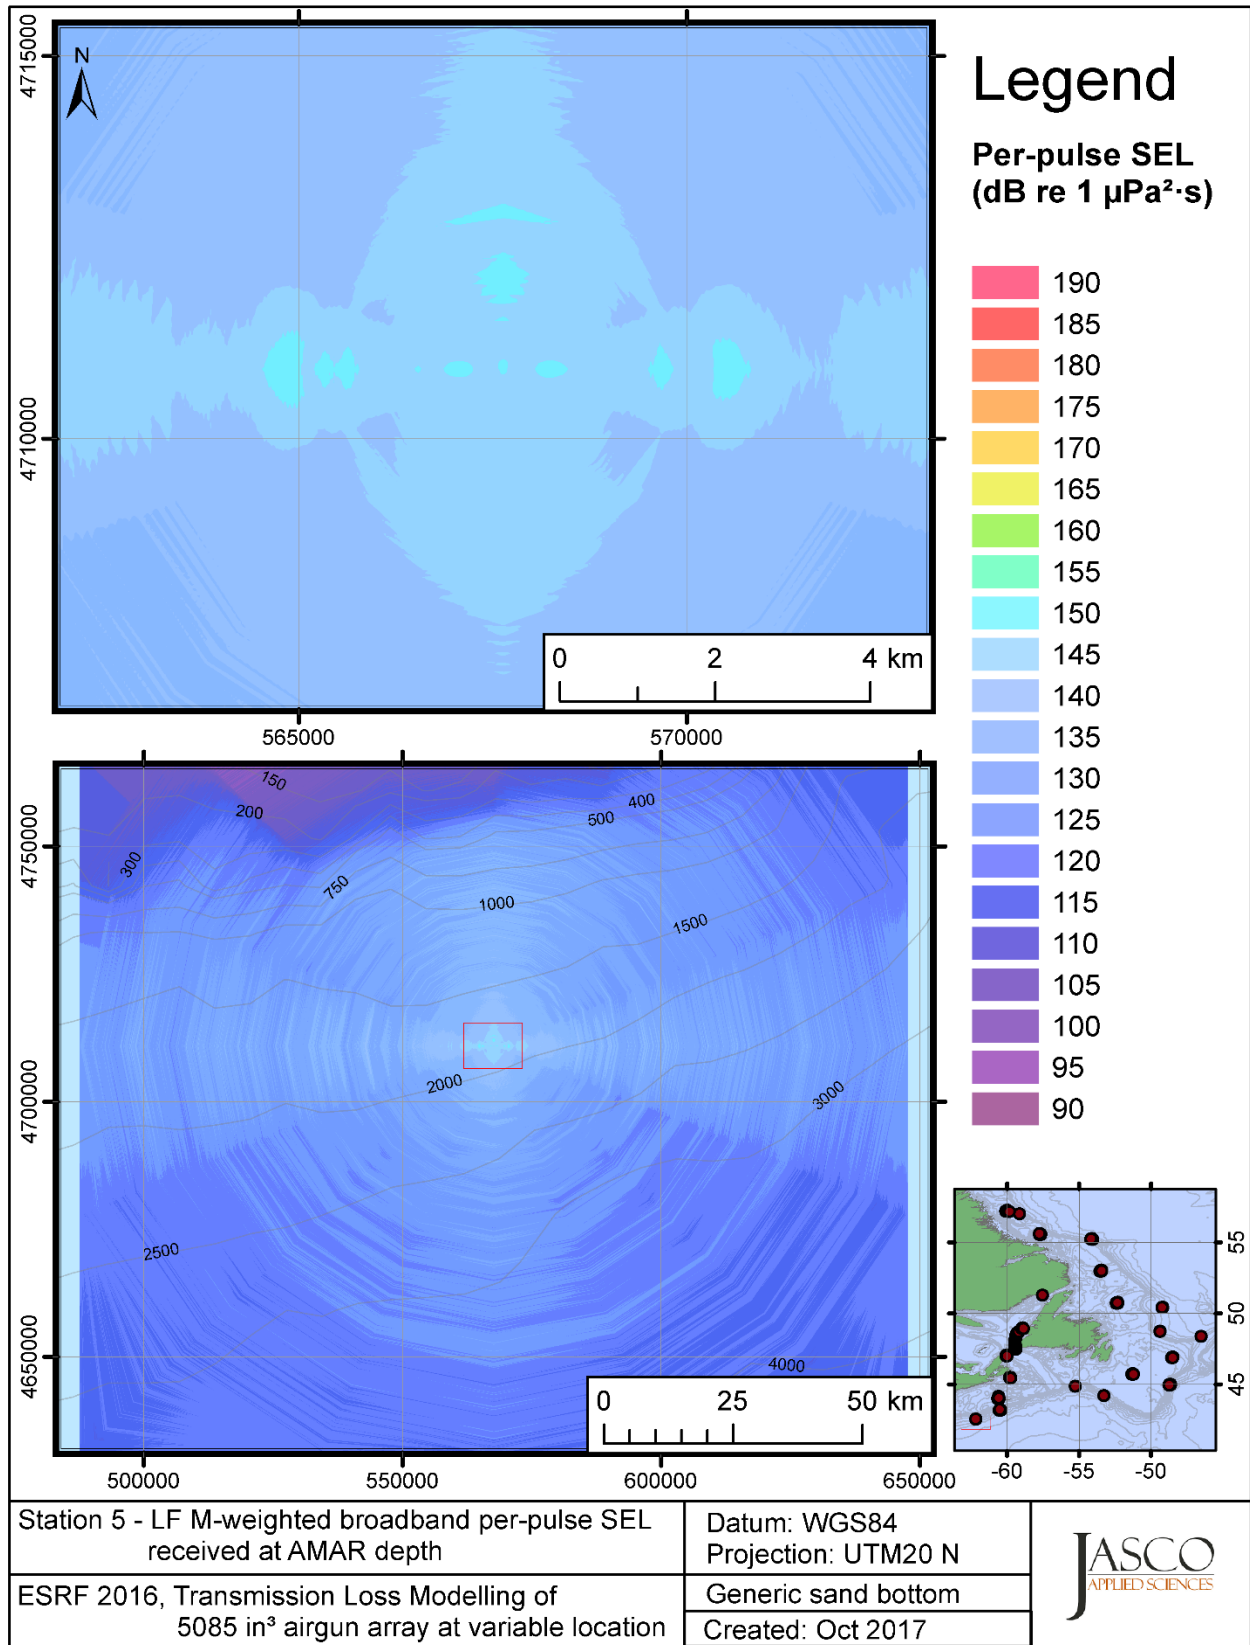 N
4715000
4710000
0 2 4 km
565000 570000
Legend
Per-pulse SEL
(dB re 1 µPa²·s)
190
185
180
175
170
165
160
155
150
145
140
135
130
125
120
115
110
105
100
95
90
150
200
300
400
500
750
1000
1500
2000
2500
3000
4000
4750000
4700000
4650000
0 25 50 km
500000 550000 600000 650000
55
50
45
-60 -55 -50
Station 5 - LF M-weighted broadband per-pulse SEL
received at AMAR depth
ESRF 2016, Transmission Loss Modelling of
5085 in³ airgun array at variable location
Datum: WGS84
Projection: UTM20 N
Generic sand bottom
Created: Oct 2017
JASCO
APPLIED SCIENCES